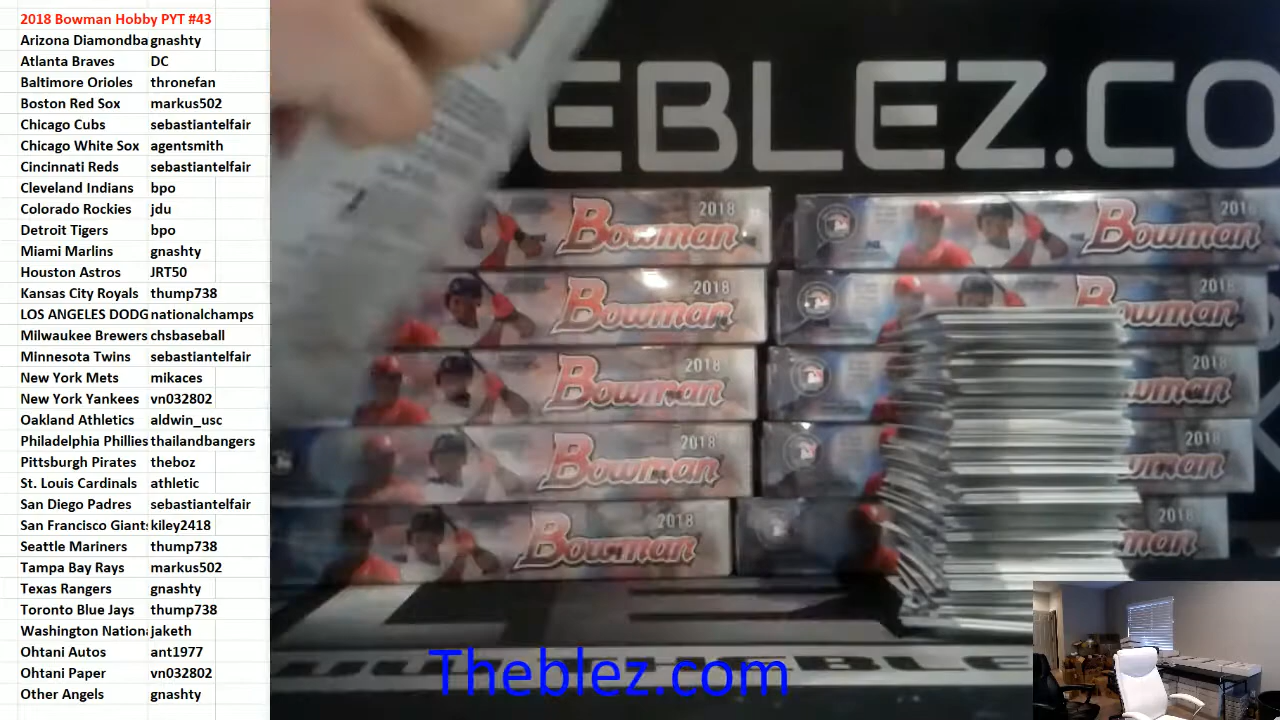 2018 Bowman Hobby PYT #43
Arizona Diamondba gnashty
Atlanta Braves DC
Baltimore Orioles thronefan
Boston Red Sox markus502
Chicago Cubs sebastiantelfair
Chicago White Sox agentsmith
Cincinnati Reds sebastiantelfair
Cleveland Indians bpo
Colorado Rockies jdu
Detroit Tigers bpo
Miami Marlins gnashty
Houston Astros JRT50
Kansas City Royals thump738
LOS ANGELES DODG nationalchamps
Milwaukee Brewers chsbaseball
Minnesota Twins sebastiantelfair
New York Mets mikaces
New York Yankees vn032802
Oakland Athletics aldwin_usc
Philadelphia Phillies thailandbangers
Pittsburgh Pirates theboz
St. Louis Cardinals athletic
San Diego Padres sebastiantelfair
San Francisco Giants kiley2418
Seattle Mariners thump738
Tampa Bay Rays markus502
Texas Rangers gnashty
Toronto Blue Jays thump738
Washington Nation jaketh
Ohtani Autos ant1977
Ohtani Paper vn032802
Other Angels gnashty
EBLEZ.CO
2018 Bowman
2018 Bowman
2018 Bowman
2018 Bowman
2018 Bowman
2018 Bowman
2018 Bowman
2018 wman
2018 wman
2018 man
Theblez.com